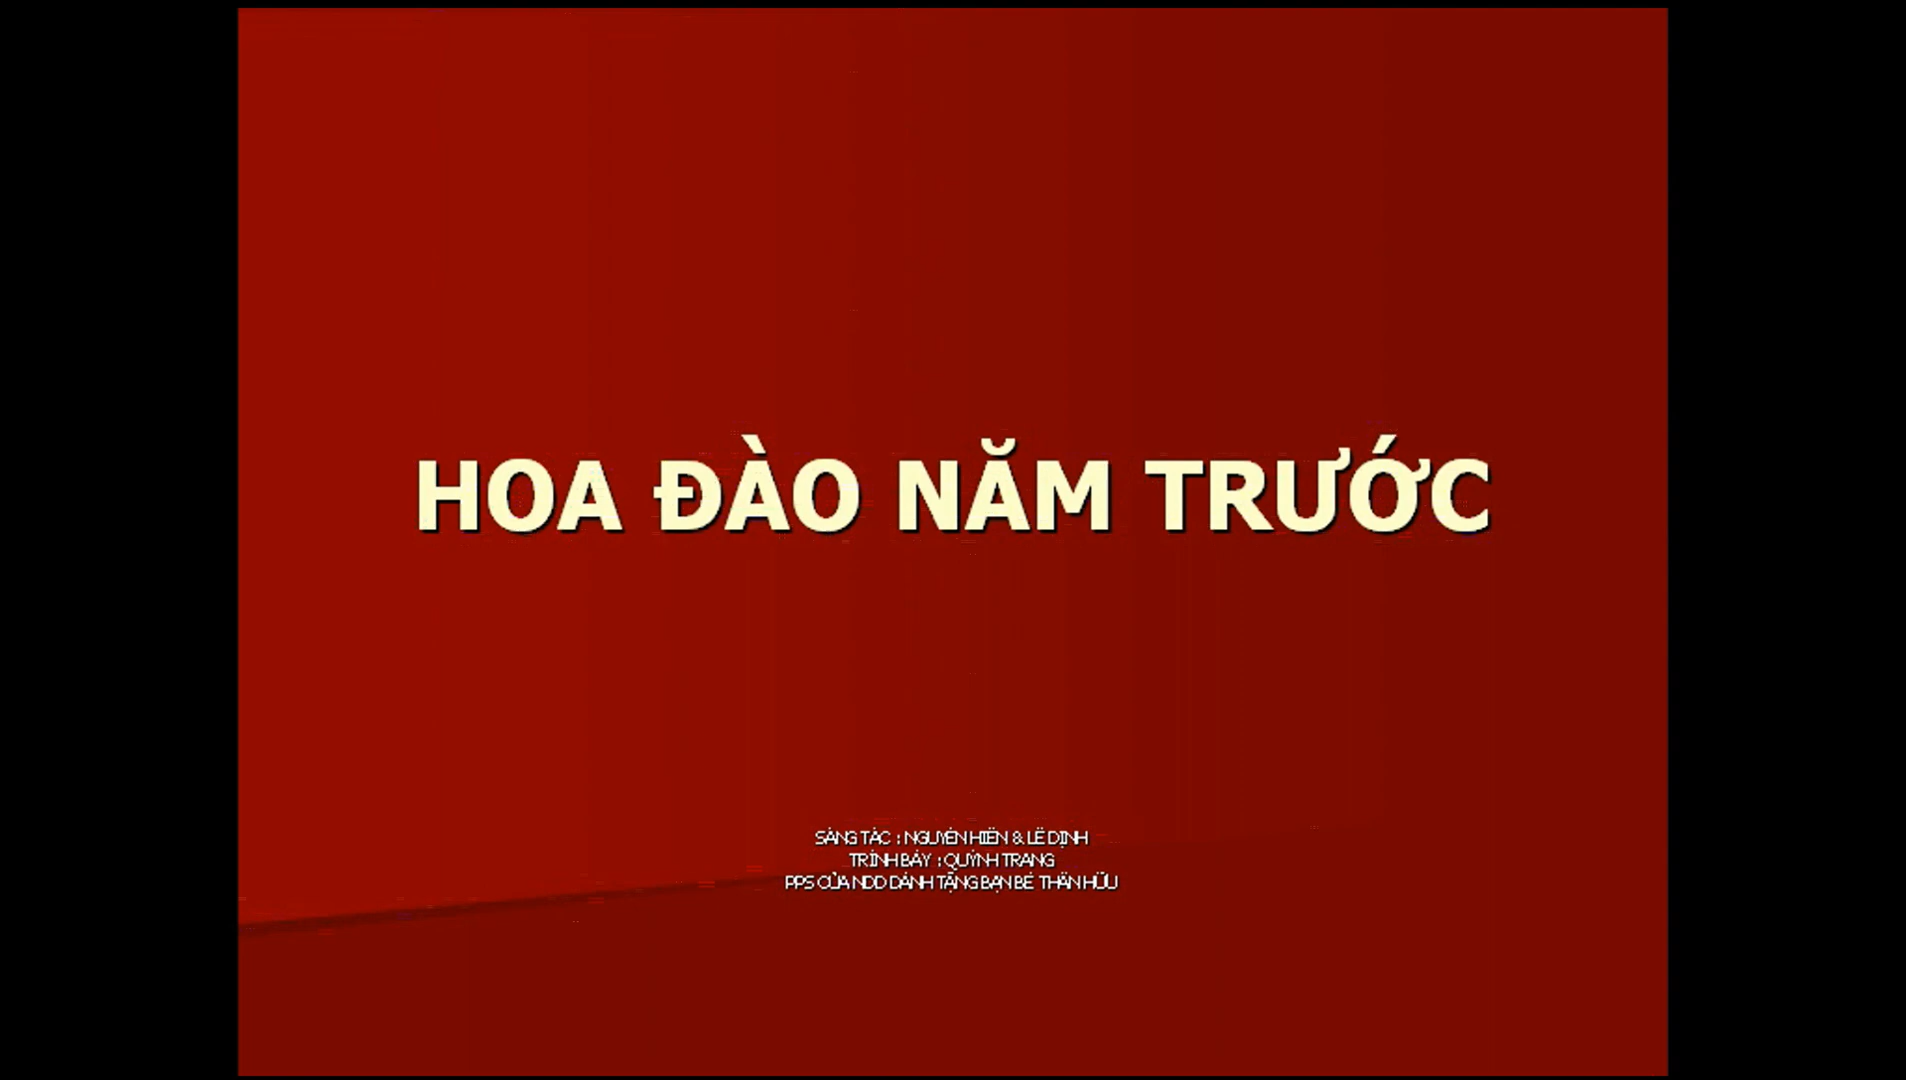 HOA ĐÀO NĂM TRƯỚC
SÁNG TÁC : NGUYỄN HIỀN & LÊ DỊNH
TRÌNH BÀY : QUỲNH TRANG
PPS CỦA NDD DÀNH TẶNG BẠN BÈ THÂN HỮU